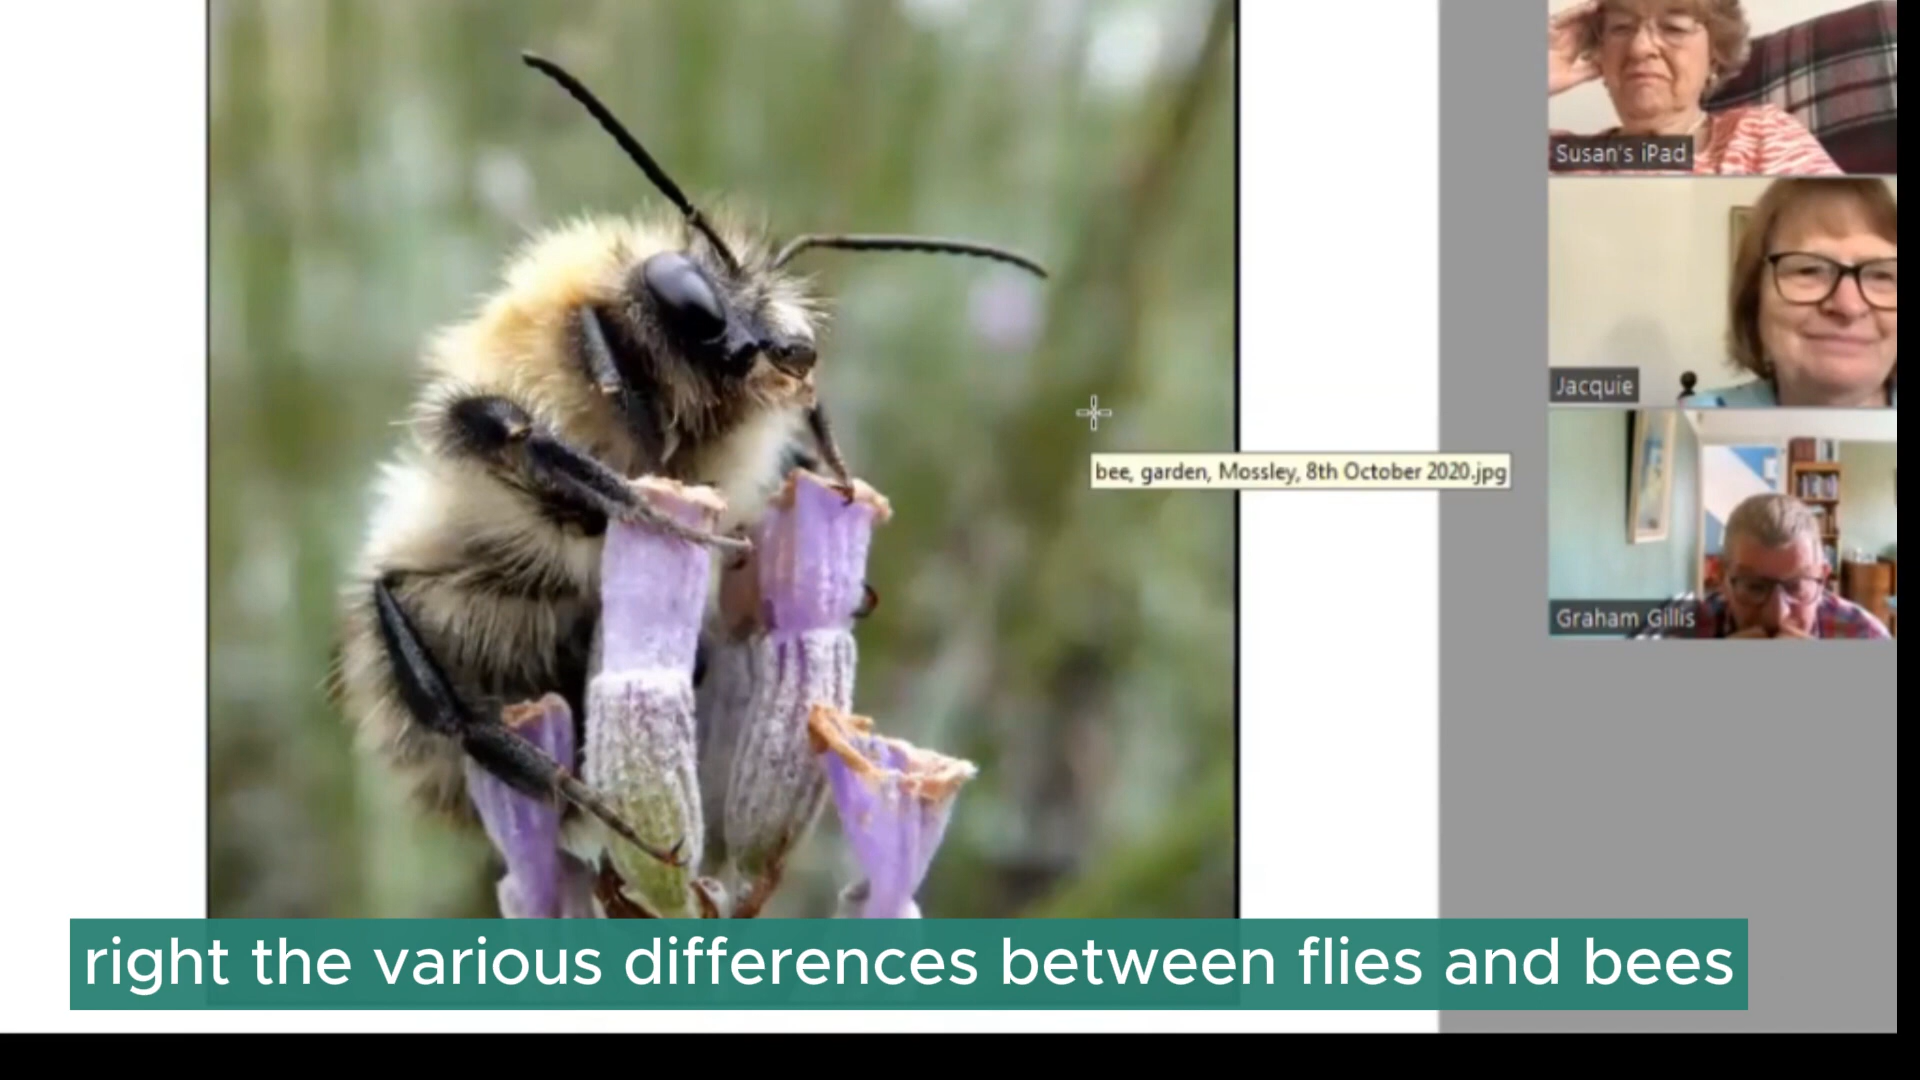 Susan's iPad
Jacquie
bee, garden, Mossley, 8th October 2020.jpg
Graham Gillis
right the various differences between flies and bees